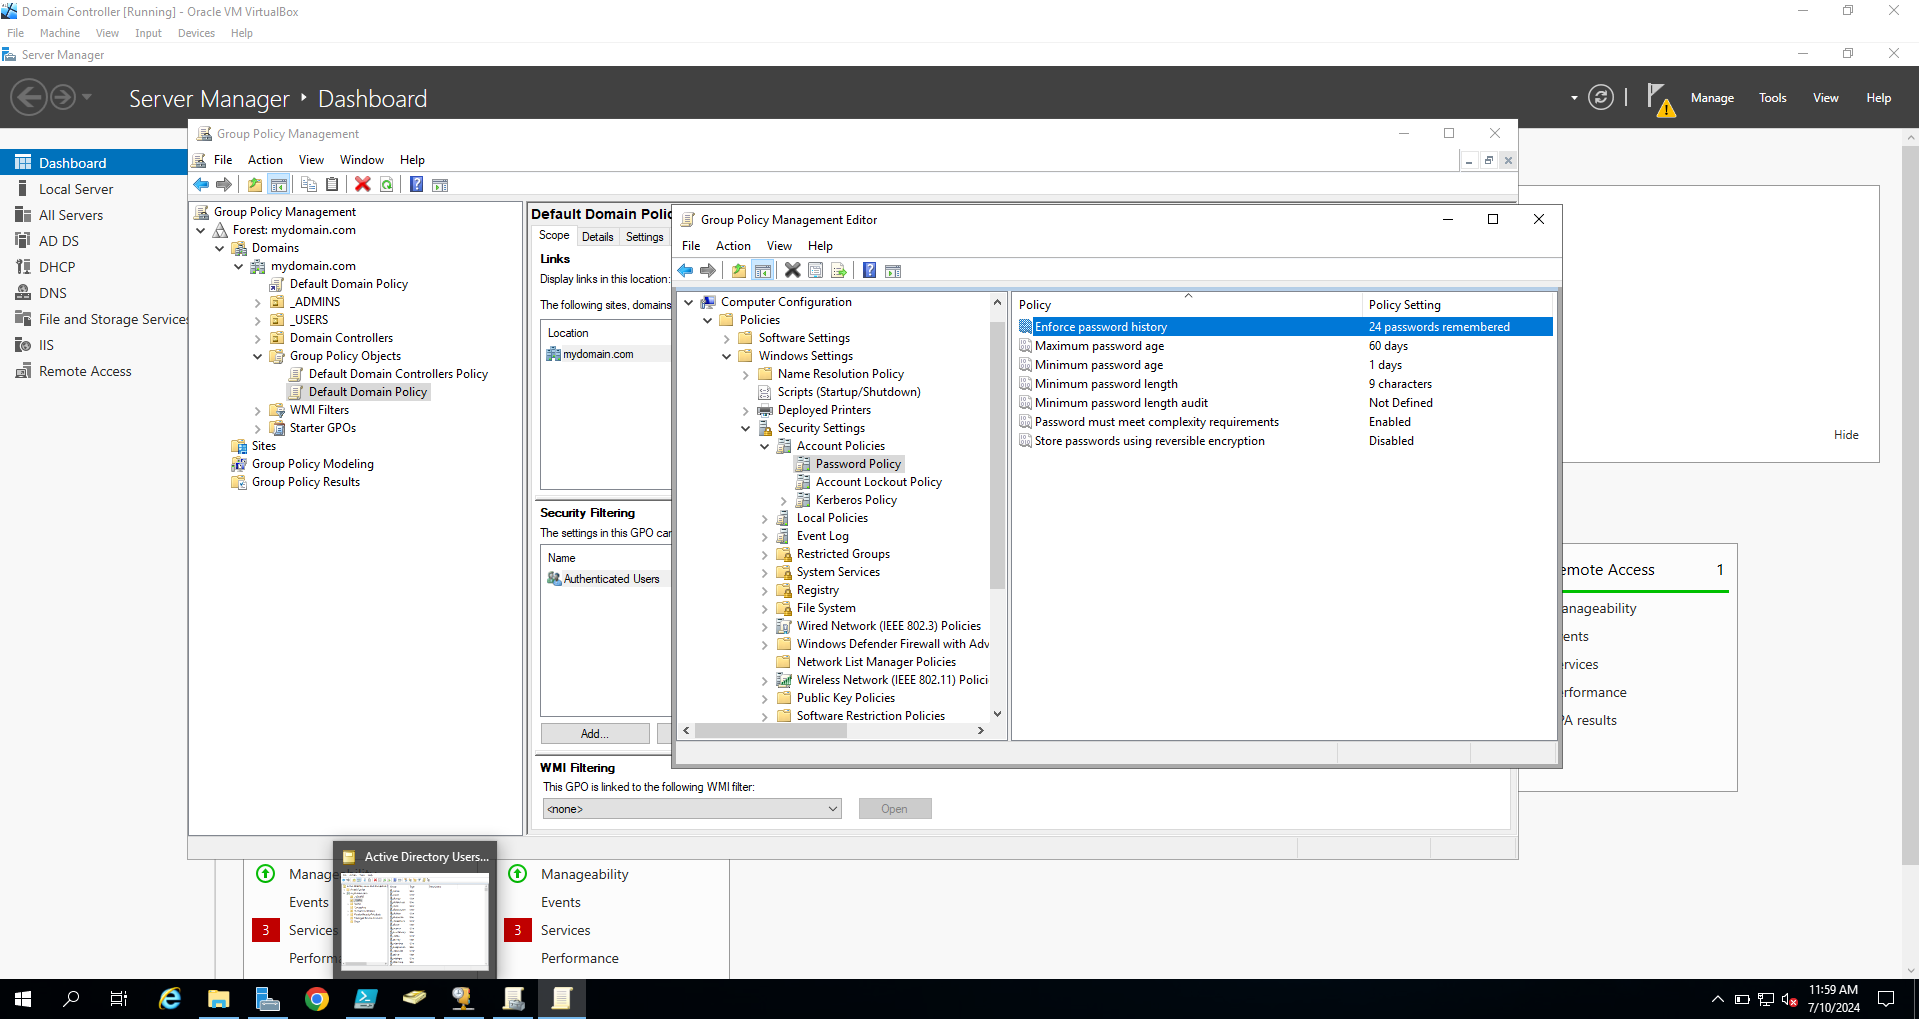 Domain Controller [Running] - Oracle VM VirtualBox
File Machine View Input Devices Help
Server Manager
Server Manager ‣ Dashboard
Manage Tools View Help
Dashboard
Local Server
All Servers
AD DS
DHCP
DNS
File and Storage Services
IIS
Remote Access
Group Policy Management
File Action View Window Help
Group Policy Management
Forest: mydomain.com
Domains
mydomain.com
Default Domain Policy
_ADMINS
_USERS
Domain Controllers
Group Policy Objects
Default Domain Controllers Policy
Default Domain Policy
WMI Filters
Starter GPOs
Sites
Group Policy Modeling
Group Policy Results
Default Domain Polic
Scope Details Settings
Links
Display links in this location:
The following sites, domains
Location
mydomain.com
Security Filtering
The settings in this GPO can
Name
Authenticated Users
Add...
WMI Filtering
This GPO is linked to the following WMI filter:
<none>
Open
Group Policy Management Editor
File Action View Help
Computer Configuration
Policies
Software Settings
Windows Settings
Name Resolution Policy
Scripts (Startup/Shutdown)
Deployed Printers
Security Settings
Account Policies
Password Policy
Account Lockout Policy
Kerberos Policy
Local Policies
Event Log
Restricted Groups
System Services
Registry
File System
Wired Network (IEEE 802.3) Policies
Windows Defender Firewall with Adv
Network List Manager Policies
Wireless Network (IEEE 802.11) Polici
Public Key Policies
Software Restriction Policies
Policy Policy Setting
Enforce password history 24 passwords remembered
Maximum password age 60 days
Minimum password age 1 days
Minimum password length 9 characters
Minimum password length audit Not Defined
Password must meet complexity requirements Enabled
Store passwords using reversible encryption Disabled
Hide
emote Access 1
anageability
ents
rvices
rformance
PA results
Manageability
Events
3 Services
Performa
Active Directory Users...
Manageability
Events
3 Services
Performance
11:59 AM
7/10/2024